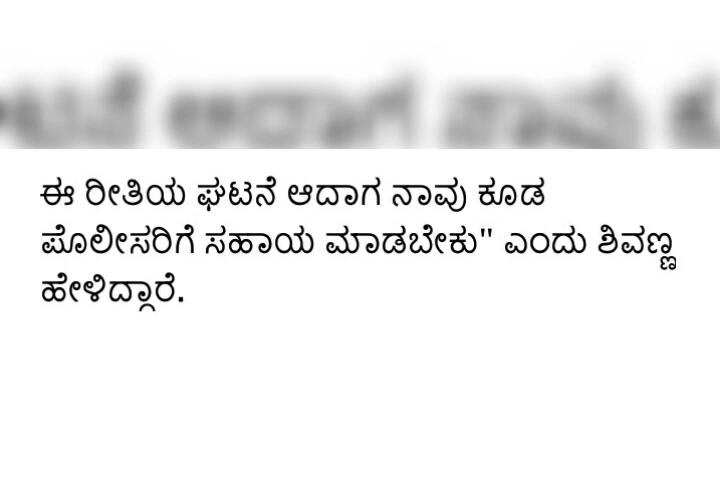 ಈ ರೀತಿಯ ಘಟನೆ ಆದಾಗ ನಾವು ಕೂಡ
ಪೊಲೀಸರಿಗೆ ಸಹಾಯ ಮಾಡಬೇಕು" ಎಂದು ಶಿವಣ್ಣ
ಹೇಳಿದ್ದಾರೆ.